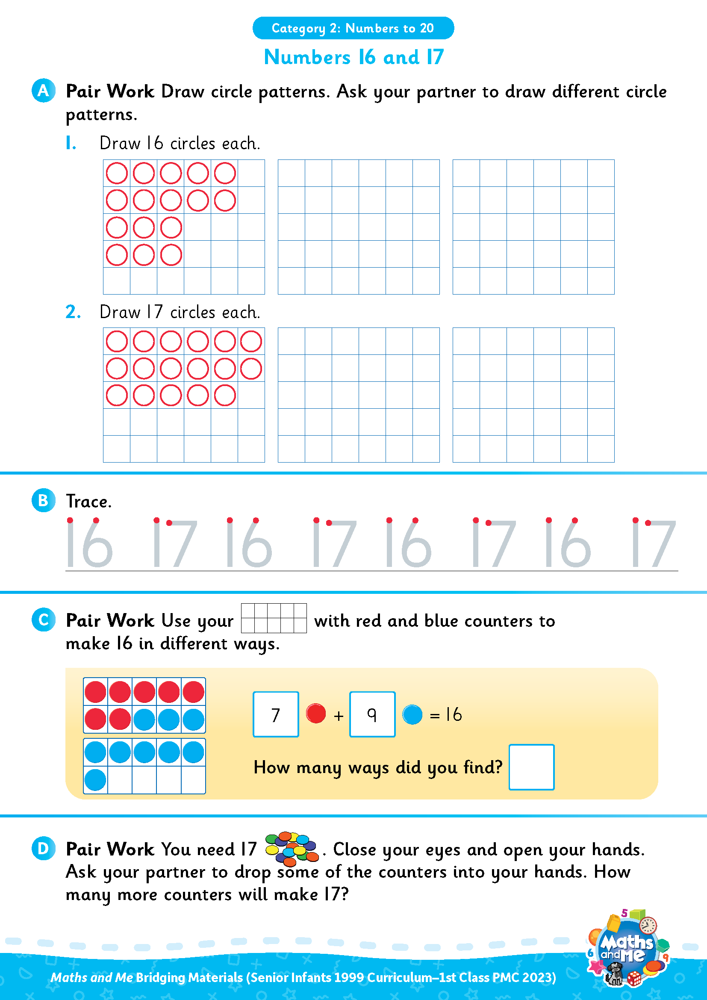 Category 2: Numbers to 20
Numbers 16 and 17
A Pair Work Draw circle patterns. Ask your partner to draw different circle
patterns.
1. Draw 16 circles each.
2. Draw 17 circles each.
B Trace.
16 17 16 17 16 17 16 17
C Pair Work Use your with red and blue counters to
make 16 in different ways.
7 + 9 = 16
How many ways did you find?
D Pair Work You need 17 . Close your eyes and open your hands.
Ask your partner to drop some of the counters into your hands. How
many more counters will make 17?
5
Maths
and Me
6
9
Maths and Me Bridging Materials (Senior Infants 1999 Curriculum–1st Class PMC 2023)